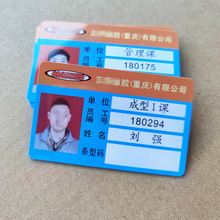 橡胶(重庆)有限公司
单位 管理课
员工号 180175
橡胶(重庆)有限公司
单位 成型1课
员工编号 180294
姓名 刘强
条型码